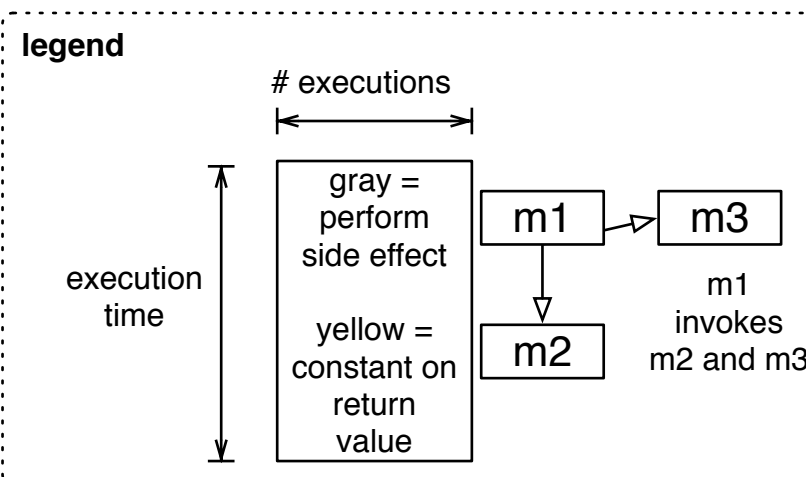 legend
# executions
gray =
perform
side effect
yellow =
constant on
return
value
execution
time
m1
m3
m2
m1
invokes
m2 and m3